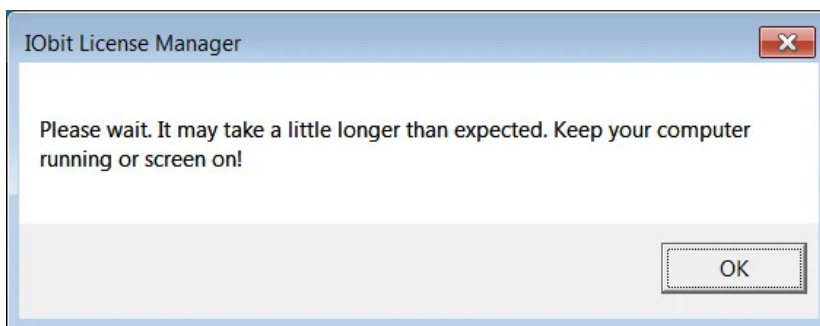 IObit License Manager
Please wait. It may take a little longer than expected. Keep your computer
running or screen on!
OK